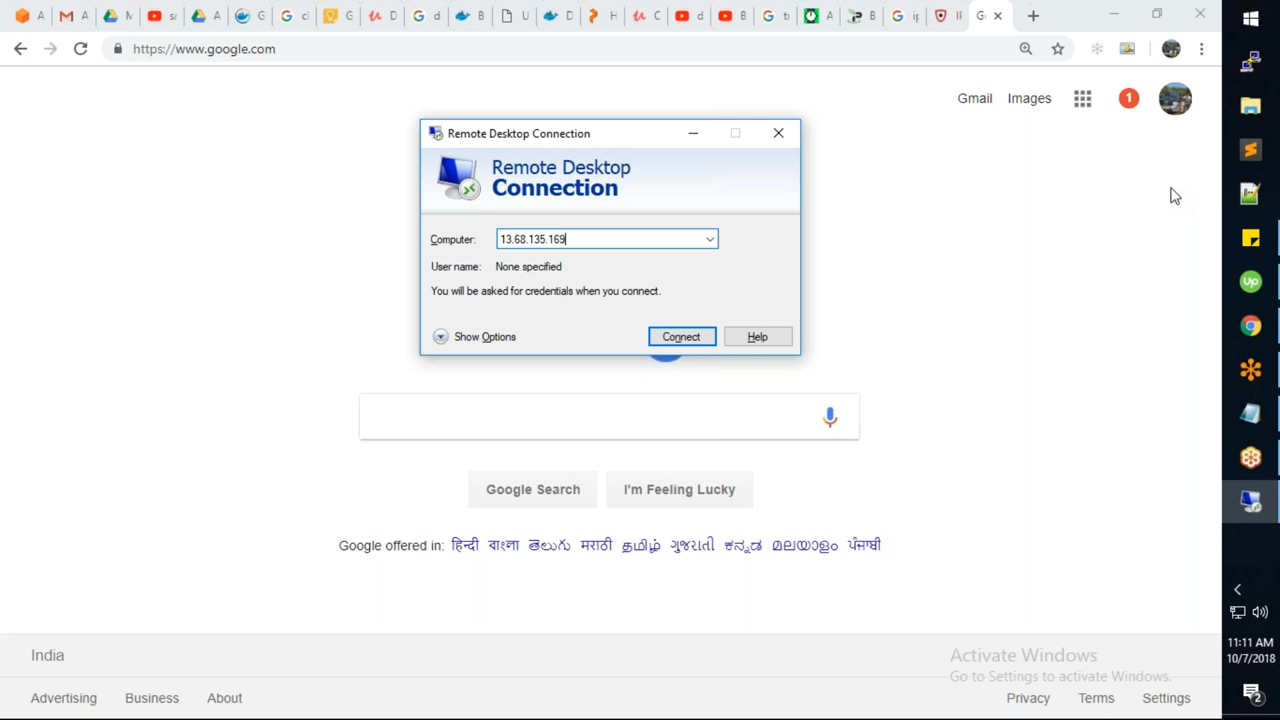 https://www.google.com
Gmail Images 1
Remote Desktop Connection
Remote Desktop
Connection
Computer: 13.68.135.169
User name: None specified
You will be asked for credentials when you connect.
Show Options Connect Help
Google Search I'm Feeling Lucky
Google offered in: हिन्दी বাংলা తెలుగు मराठी தமிழ் ગુજરાતી ಕನ್ನಡ മലയാളം ਪੰਜਾਬੀ
India
Activate Windows
Go to Settings to activate Windows.
Advertising Business About Privacy Terms Settings
Up
11:11 AM
10/7/2018
2